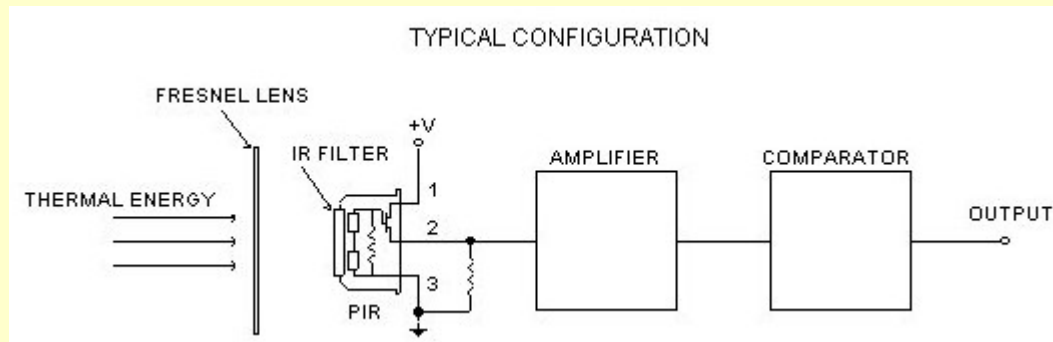 TYPICAL CONFIGURATION
FRESNEL LENS
+V
IR FILTER
AMPLIFIER
COMPARATOR
1
THERMAL ENERGY
OUTPUT
2
3
PIR